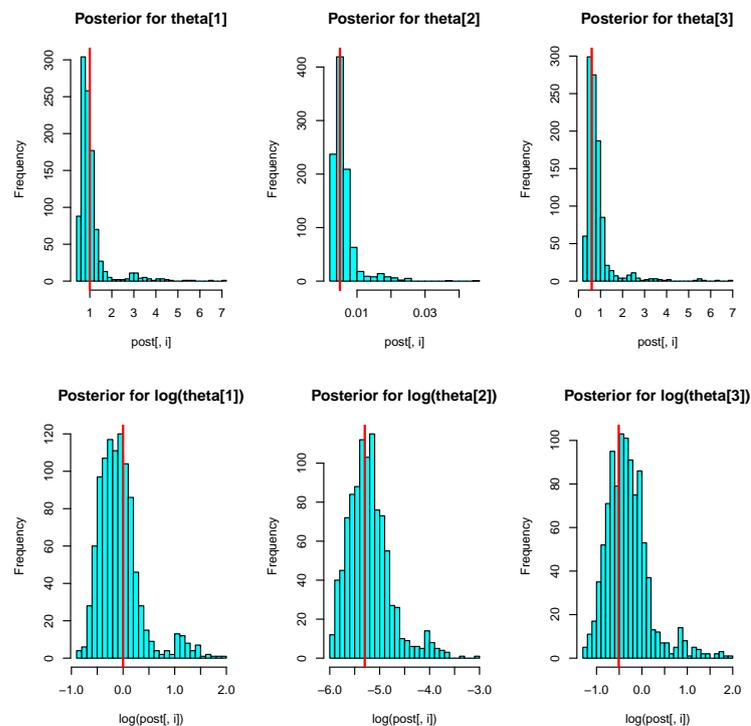 Posterior for theta[1]
Frequency
0 50 100 150 200 250 300
1 2 3 4 5 6 7
post[, i]
Posterior for theta[2]
Frequency
0 100 200 300 400
0.01 0.03
post[, i]
Posterior for theta[3]
Frequency
0 50 100 150 200 250 300
0 1 2 3 4 5 6 7
post[, i]
Posterior for log(theta[1])
Frequency
0 20 40 60 80 100 120
−1.0 0.0 1.0 2.0
log(post[, i])
Posterior for log(theta[2])
Frequency
0 20 40 60 80 100
−6.0 −5.0 −4.0 −3.0
log(post[, i])
Posterior for log(theta[3])
Frequency
0 20 40 60 80 100
−1.0 0.0 1.0 2.0
log(post[, i])